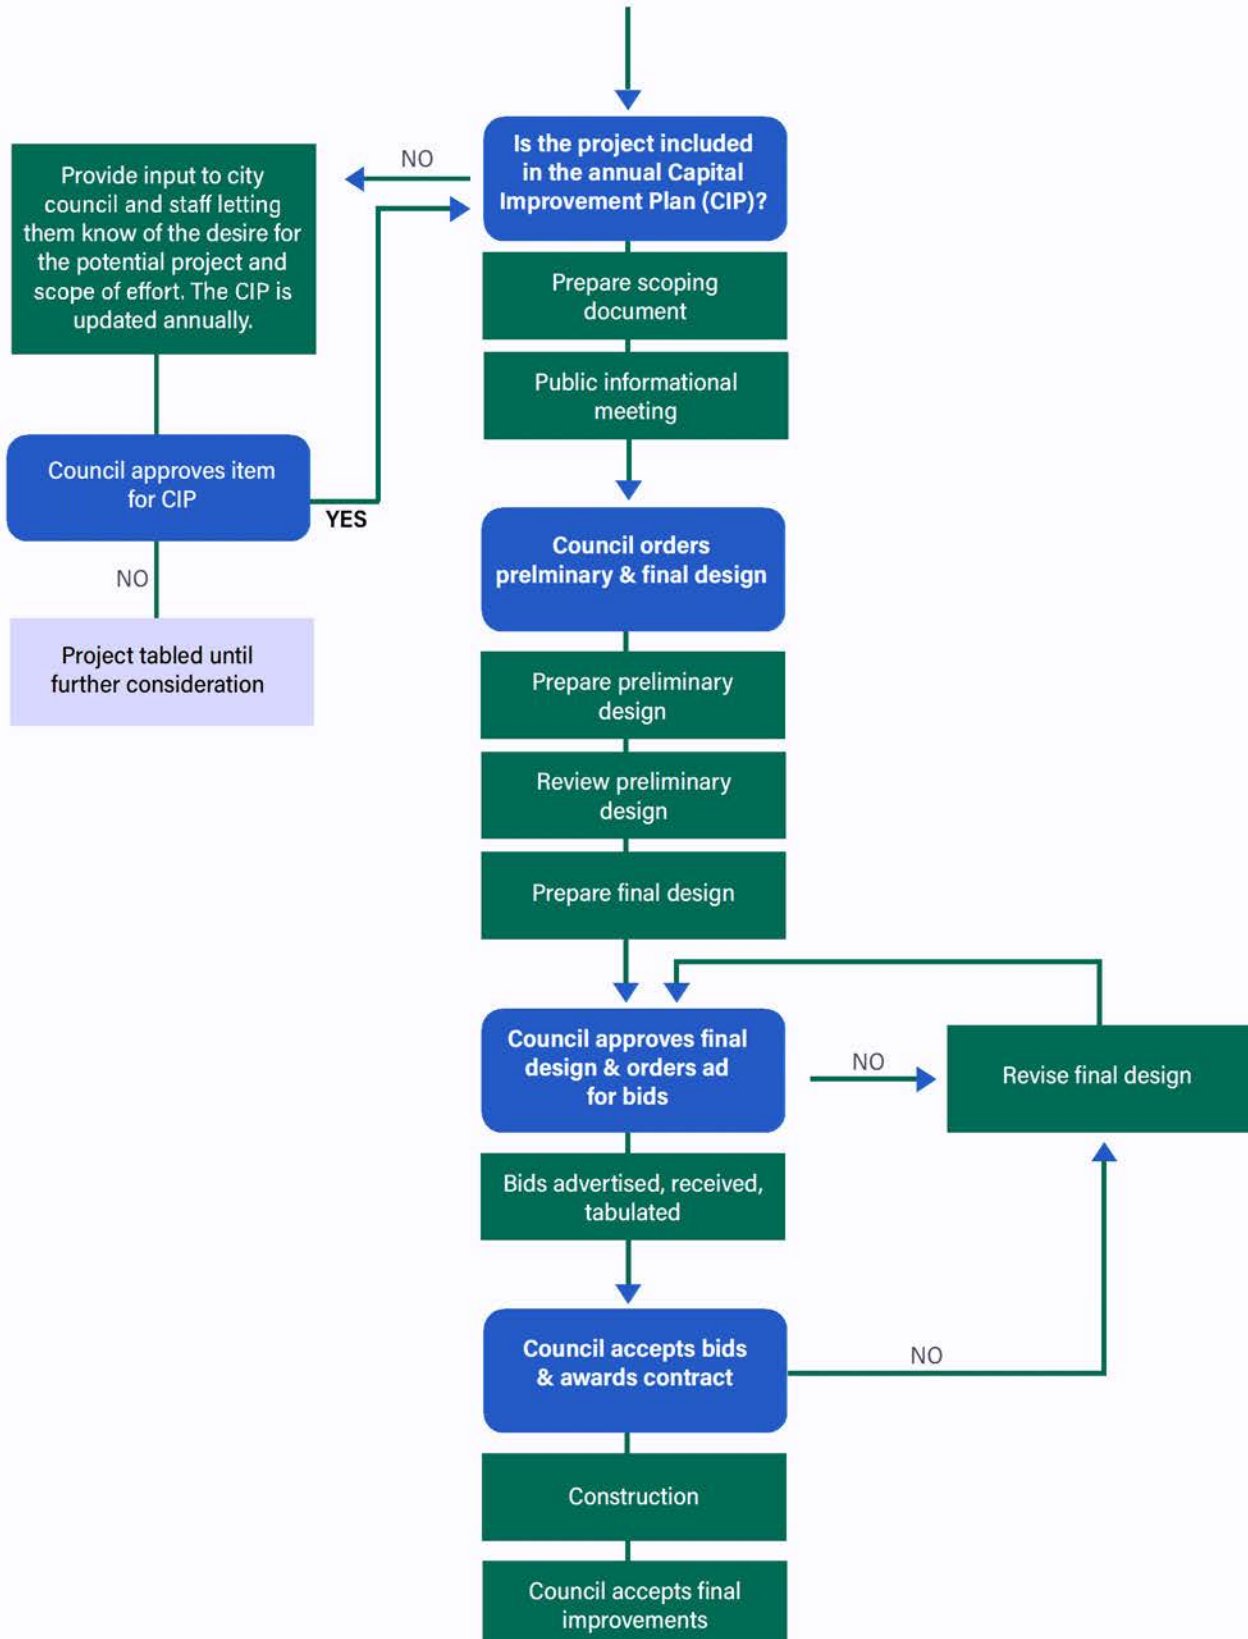 Is the project included
in the annual Capital
Improvement Plan (CIP)?
NO
Provide input to city
council and staff letting
them know of the desire for
the potential project and
scope of effort. The CIP is
updated annually.
Council approves item
for CIP
YES
NO
Project tabled until
further consideration
Prepare scoping
document
Public informational
meeting
Council orders
prelminary & final design
Prepare preliminary
design
Review preliminary
design
Prepare final design
Council approves final
design & orders ad
for bids
NO
Revise final design
Bids advertised, received,
tabulated
Council accepts bids
& awards contract
NO
Construction
Council accepts final
improvements